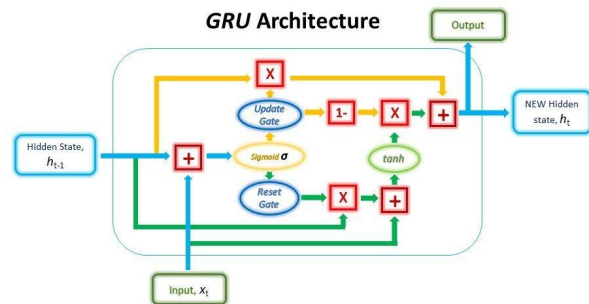 GRU Architecture
Output
X
Update
Gate
1-
X
+
NEW Hidden
state, ht
Hidden State,
ht-1
+
Sigmoid σ
tanh
Reset
Gate
X
+
Input, xt